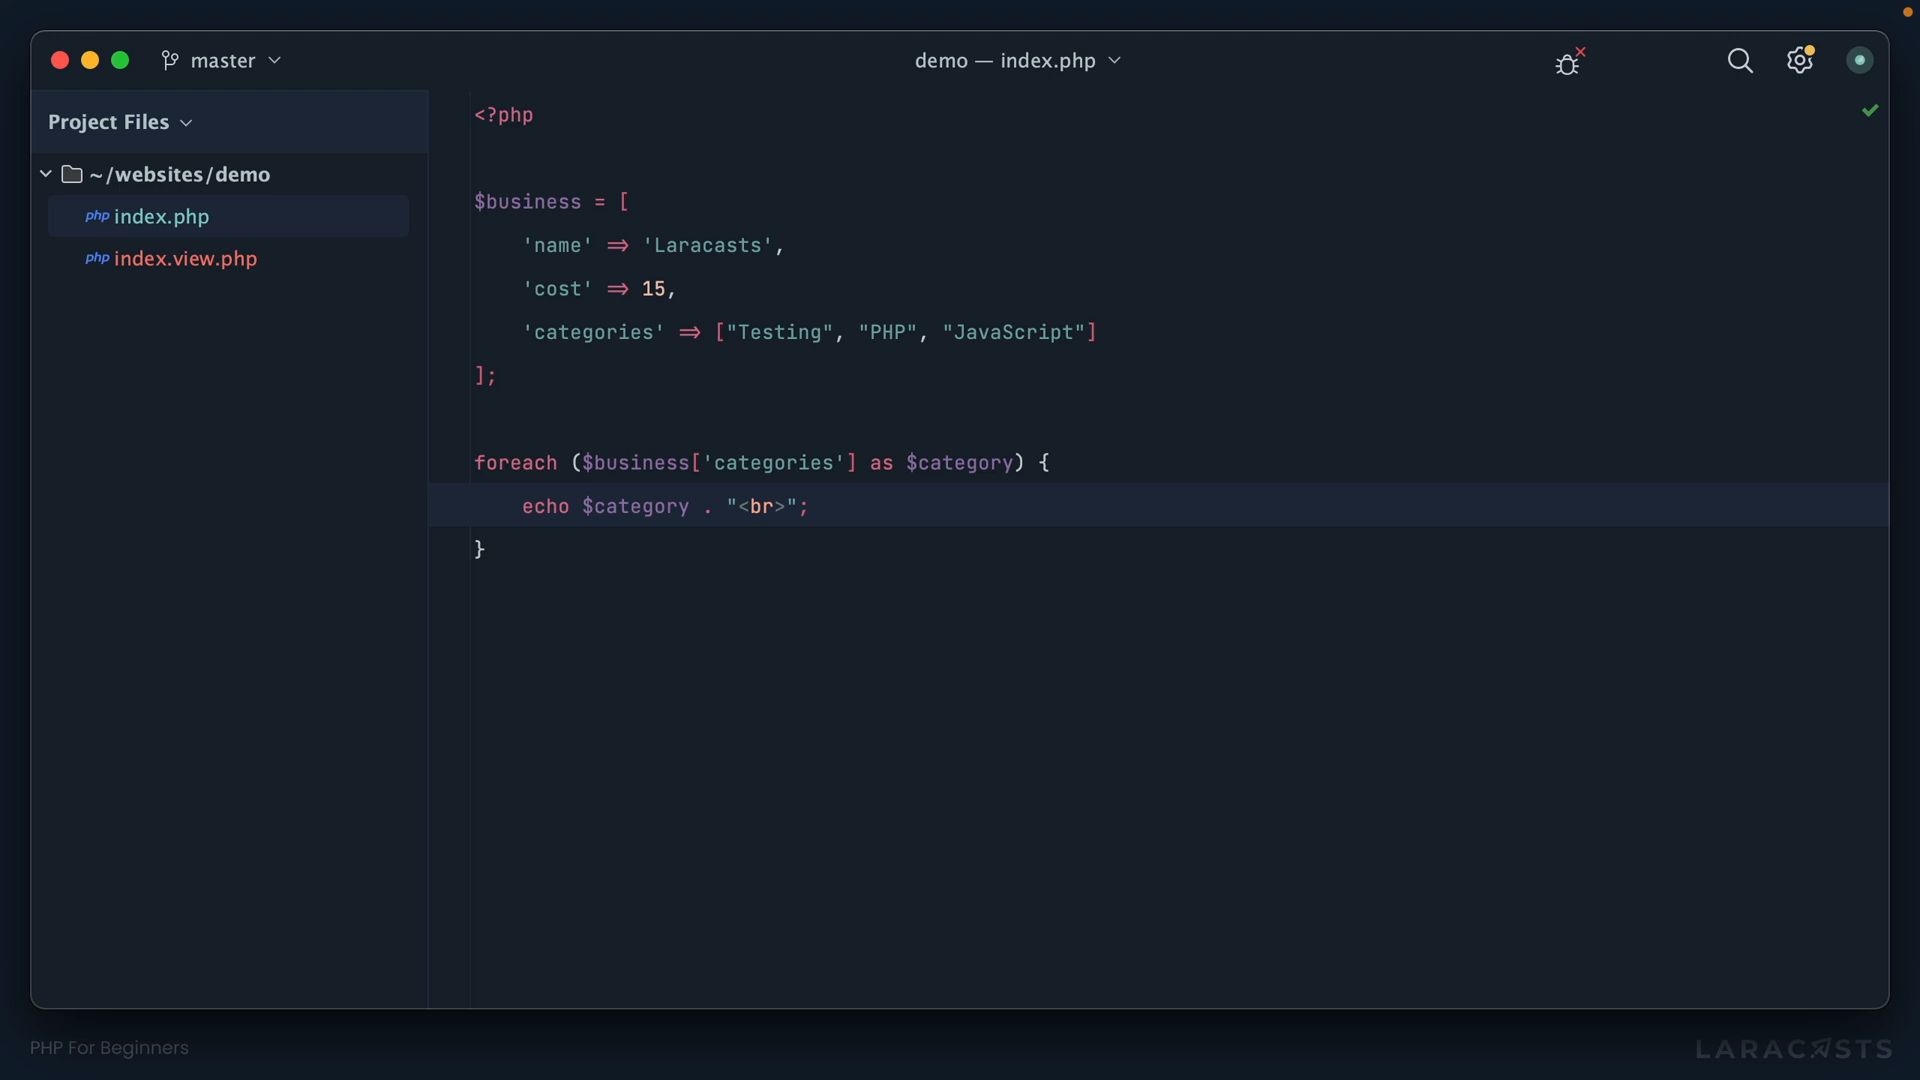 master
demo — index.php
Project Files
~/websites/demo
php index.php
php index.view.php
<?php
$business = [
    'name' => 'Laracasts',
    'cost' => 15,
    'categories' => ["Testing", "PHP", "JavaScript"]
];
foreach ($business['categories'] as $category) {
    echo $category . "<br>";
}
PHP For Beginners
LARACASTS